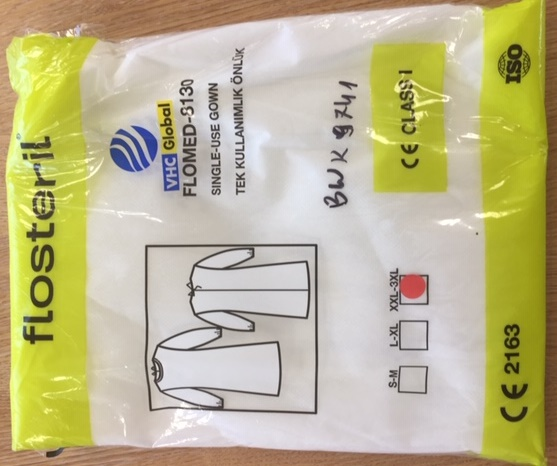 flosteril
VHC Global
FLOMED-8130
SINGLE-USE GOWN
TEK KULLANIMLIK ÖNLÜK
BWK 9741
CE CLASS I
ISO
S-M
L-XL
XXL-3XL
CE 2163